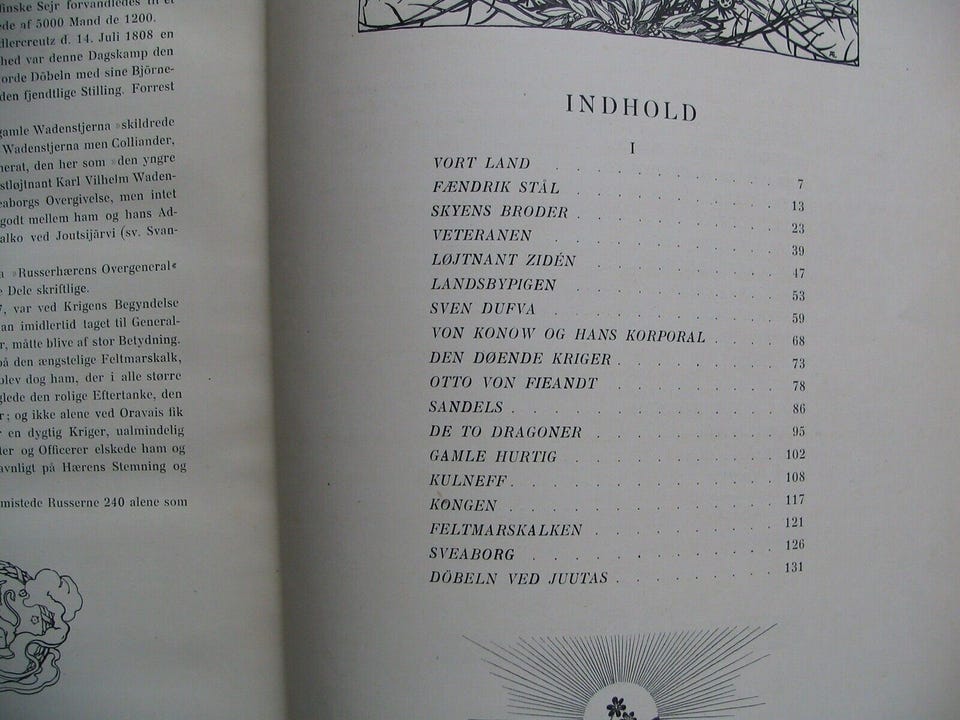 finske Sejr forvandledes til et
de af 5000 Mand de 1200.
dlercreutz d. 14. Juli 1808 en
hed var denne Dagskamp den
orde Döbeln med sine Björne-
den fjendtlige Stilling. Forrest
gamle Wadenstjerna »skildrede
Wadenstjerna men Colliander,
nerat, den her som »den yngre
stløjtnant Karl Vilhelm Waden-
eaborgs Overgivelse, men intet
godt mellem ham og hans Ad-
alko ved Joutsijärvi (sv. Svan-
a »Russerhærens Overgeneral«
e Dele skriftlige.
7, var ved Krigens Begyndelse
an imidlertid taget til General-
r, måtte blive af stor Betydning.
på den ængstelige Feltmarskalk,
blev dog ham, der i alle større
glede den rolige Eftertanke, den
r; og ikke alene ved Oravais fik
r en dygtig Kriger, ualmindelig
ter og Officerer elskede ham og
avnligt på Hærens Stemning og
mistede Russerne 240 alene som
INDHOLD
I
VORT LAND . . . . . . . . . 7
FÆNDRIK STÅL . . . . . . . . . 13
SKYENS BRODER . . . . . . . . . 23
VETERANEN . . . . . . . . . 39
LØJTNANT ZIDÉN . . . . . . . . 47
LANDSBYPIGEN . . . . . . . . . 53
SVEN DUFVA . . . . . . . . . 59
VON KONOW OG HANS KORPORAL . . . 68
DEN DØENDE KRIGER . . . . . . . 73
OTTO VON FIEANDT . . . . . . . . 78
SANDELS . . . . . . . . . . . 86
DE TO DRAGONER . . . . . . . . 95
GAMLE HURTIG . . . . . . . . . 102
KULNEFF . . . . . . . . . . . 108
KONGEN . . . . . . . . . . . 117
FELTMARSKALKEN . . . . . . . . 121
SVEABORG . . . . . . . . . . 126
DÖBELN VED JUUTAS . . . . . . . 131